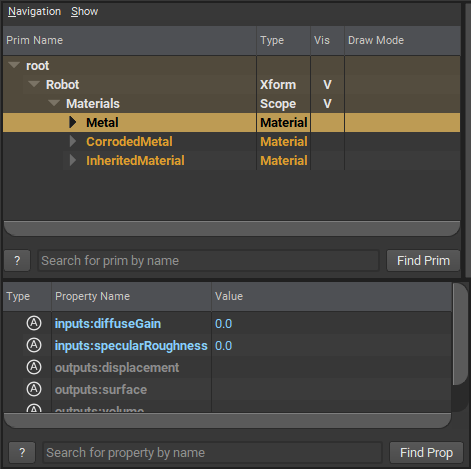 Navigation Show
Prim Name Type Vis Draw Mode
root
Robot Xform V
Materials Scope V
Metal Material
CorrodedMetal Material
InheritedMaterial Material
? Search for prim by name Find Prim
Type Property Name Value
A inputs:diffuseGain 0.0
A inputs:specularRoughness 0.0
A outputs:displacement
A outputs:surface
A outputs:volume
? Search for property by name Find Prop